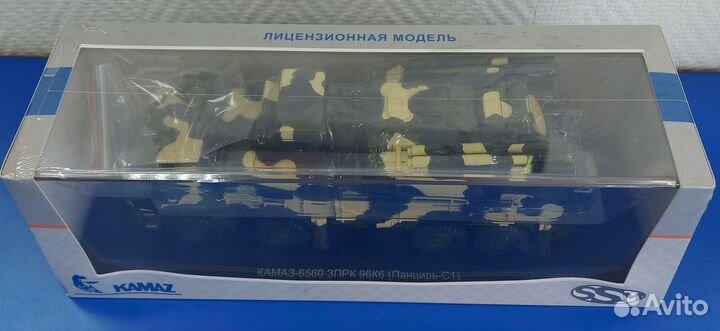 ЛИЦЕНЗИОННАЯ МОДЕЛЬ
КАМАЗ-6560 ЗПРК 96К6 (Панцирь-С1)
KAMAZ
SSM
Avito